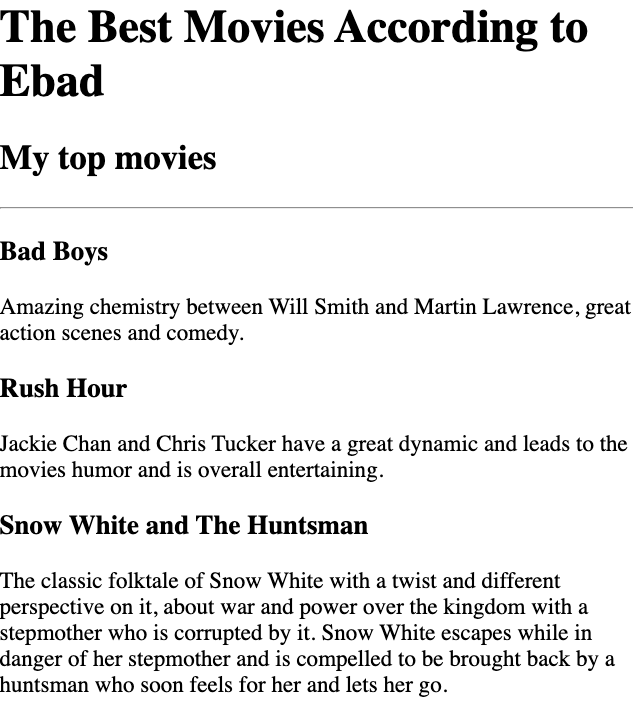 The Best Movies According to
Ebad
My top movies
Bad Boys
Amazing chemistry between Will Smith and Martin Lawrence, great
action scenes and comedy.
Rush Hour
Jackie Chan and Chris Tucker have a great dynamic and leads to the
movies humor and is overall entertaining.
Snow White and The Huntsman
The classic folktale of Snow White with a twist and different
perspective on it, about war and power over the kingdom with a
stepmother who is corrupted by it. Snow White escapes while in
danger of her stepmother and is compelled to be brought back by a
huntsman who soon feels for her and lets her go.